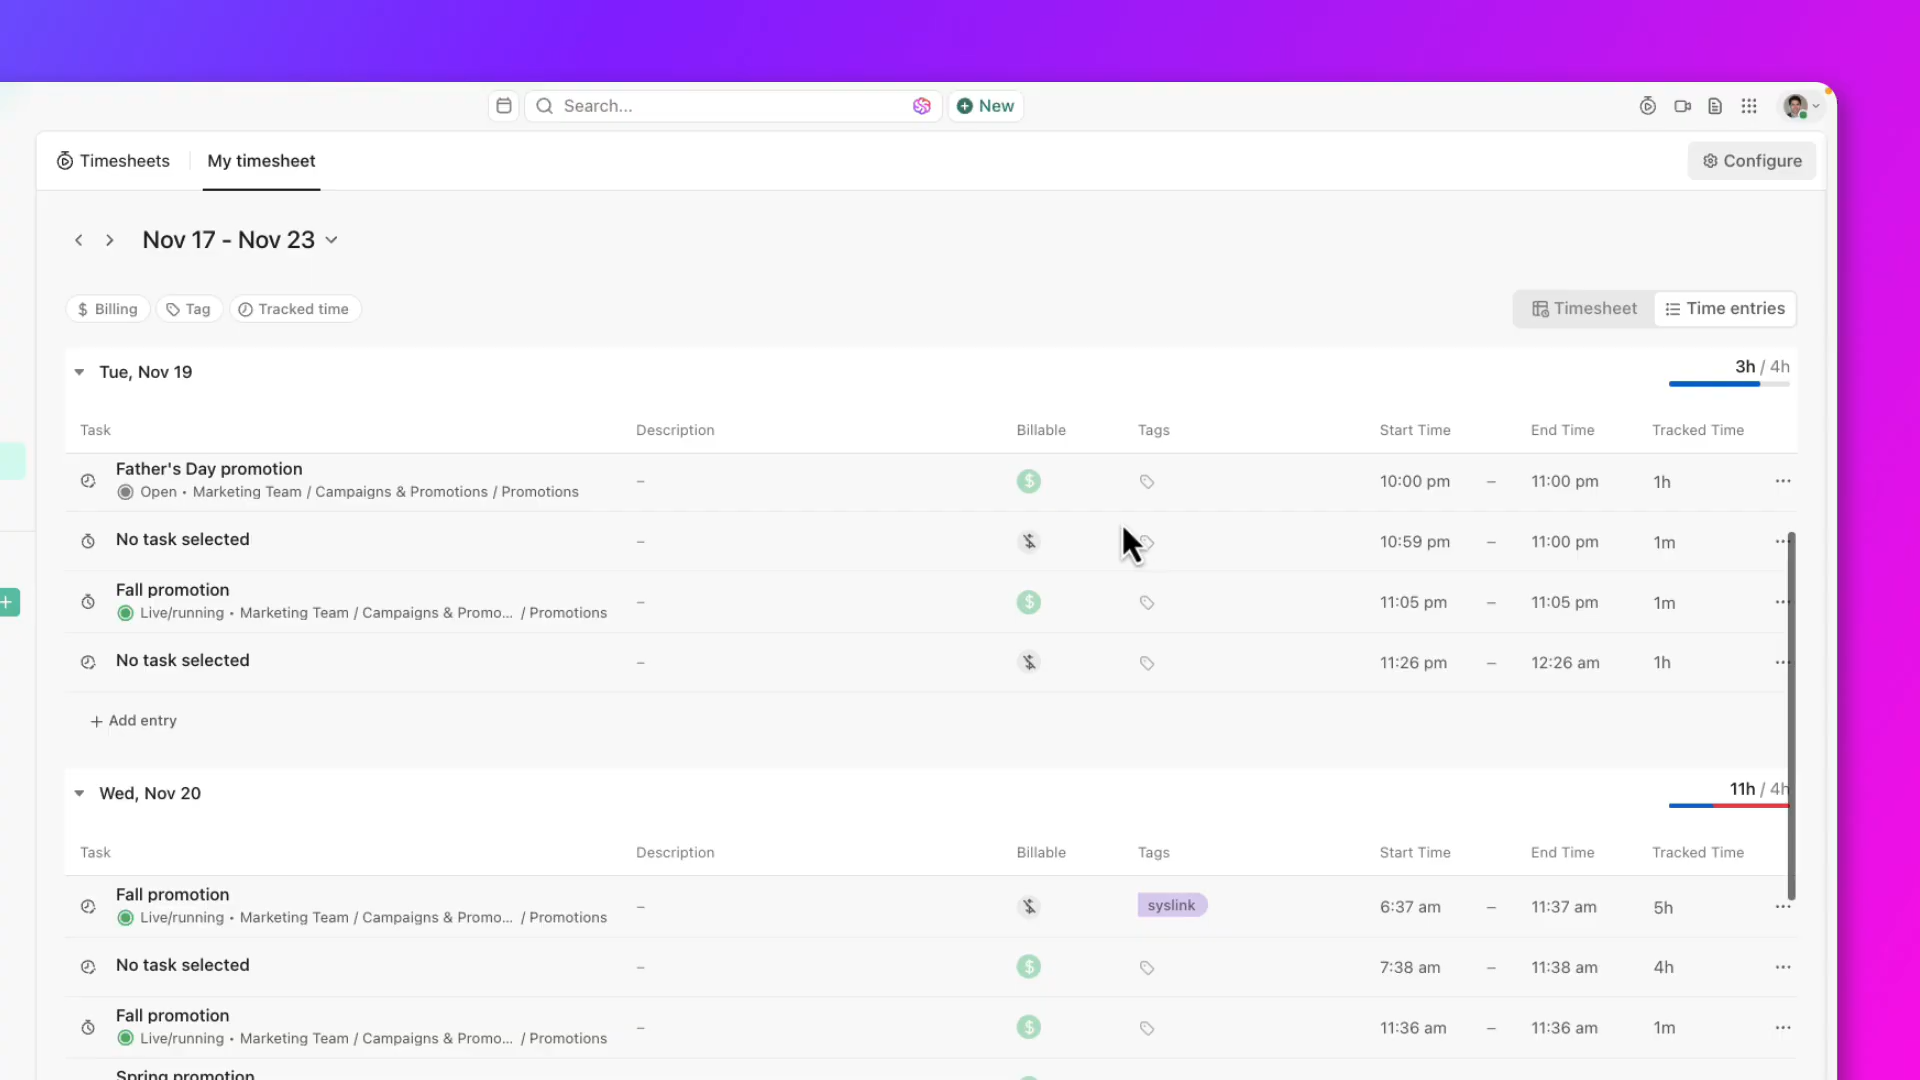 Search...
New
Timesheets
My timesheet
Configure
Nov 17 - Nov 23
Billing
Tag
Tracked time
Timesheet
Time entries
Tue, Nov 19
3h / 4h
Task Description Billable Tags Start Time End Time Tracked Time
Father's Day promotion
Open • Marketing Team / Campaigns & Promotions / Promotions
– 10:00 pm – 11:00 pm 1h
No task selected – 10:59 pm – 11:00 pm 1m
Fall promotion
Live/running • Marketing Team / Campaigns & Promo... / Promotions
– 11:05 pm – 11:05 pm 1m
No task selected – 11:26 pm – 12:26 am 1h
+ Add entry
Wed, Nov 20
11h / 4h
Task Description Billable Tags Start Time End Time Tracked Time
Fall promotion
Live/running • Marketing Team / Campaigns & Promo... / Promotions
– syslink 6:37 am – 11:37 am 5h
No task selected – 7:38 am – 11:38 am 4h
Fall promotion
Live/running • Marketing Team / Campaigns & Promo... / Promotions
– 11:36 am – 11:36 am 1m
Spring promotion